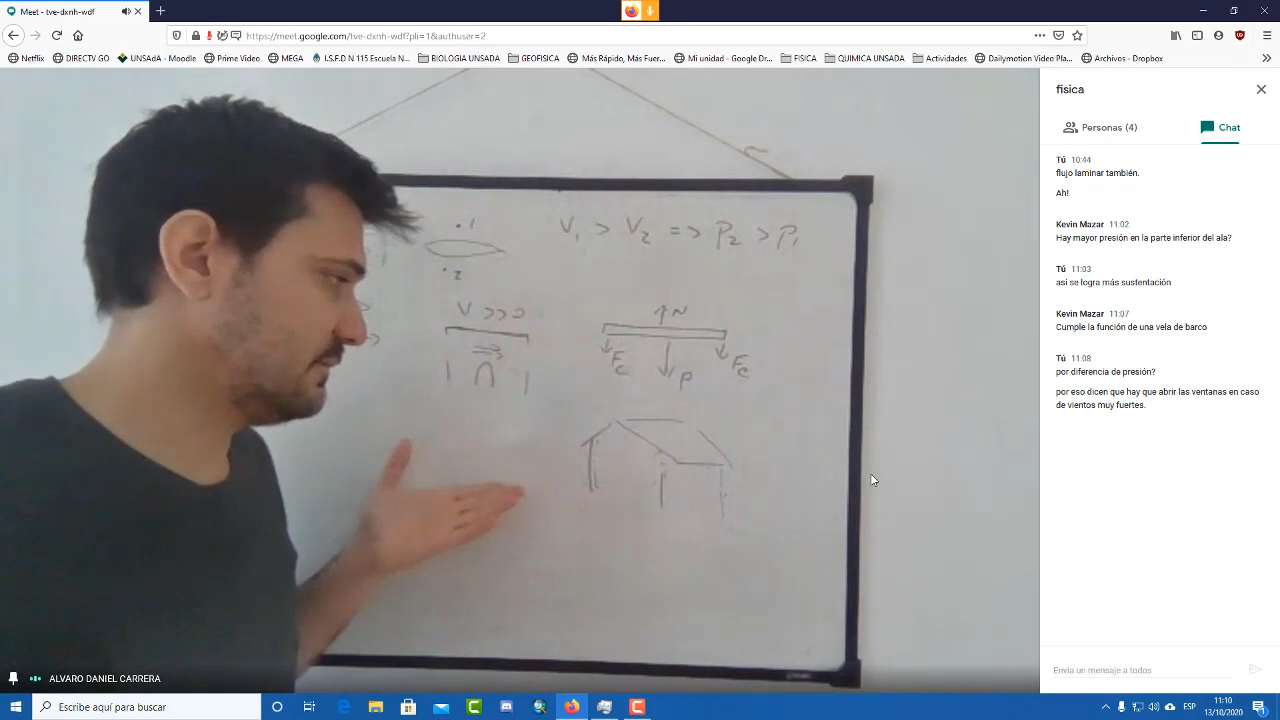 Meet - tve-dxnh-wdf
https://meet.google.com/tve-dxnh-wdf?pli=1&authuser=2
Netflix DIRECTV GO UNSAdA - Moodle Prime Video MEGA I.S.F.D N 115 Escuela N... BIOLOGIA UNSADA GEOFISICA Más Rápido, Más Fuer... Mi unidad - Google Dr... FISICA QUIMICA UNSADA Actividades Dailymotion Video Pla... Archivos - Dropbox
fisica
Personas (4) Chat
Tú 10:44
flujo laminar también.
Ah!
Kevin Mazar 11:02
Hay mayor presión en la parte inferior del ala?
Tú 11:03
asi se logra más sustentación
Kevin Mazar 11:07
Cumple la función de una vela de barco
Tú 11:08
por diferencia de presión?
por eso dicen que hay que abrir las ventanas en caso
de vientos muy fuertes.
Envía un mensaje a todos
.1
V₁ > V₂ => P₂ > P₁
.2
V >> 0
N
Fc P Fc
ALVARO DANIEL CARRERA
Escribe aquí para buscar
ESP
11:10
13/10/2020